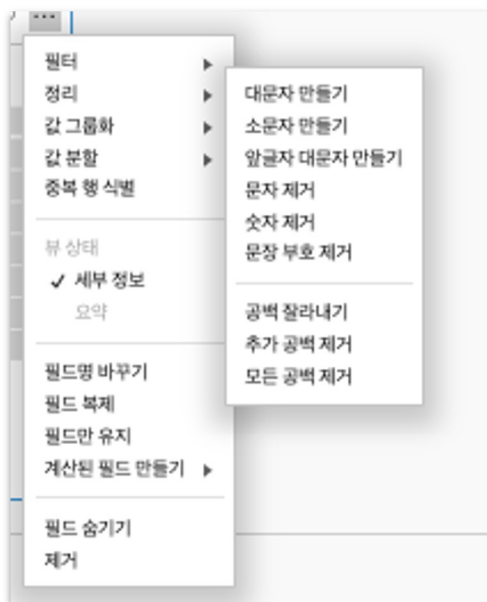 필터
정리
값 그룹화
값 분할
중복 행 식별
뷰 상태
✓ 세부 정보
요약
필드명 바꾸기
필드 복제
필드만 유지
계산된 필드 만들기
필드 숨기기
제거
대문자 만들기
소문자 만들기
앞글자 대문자 만들기
문자 제거
숫자 제거
문장 부호 제거
공백 잘라내기
추가 공백 제거
모든 공백 제거